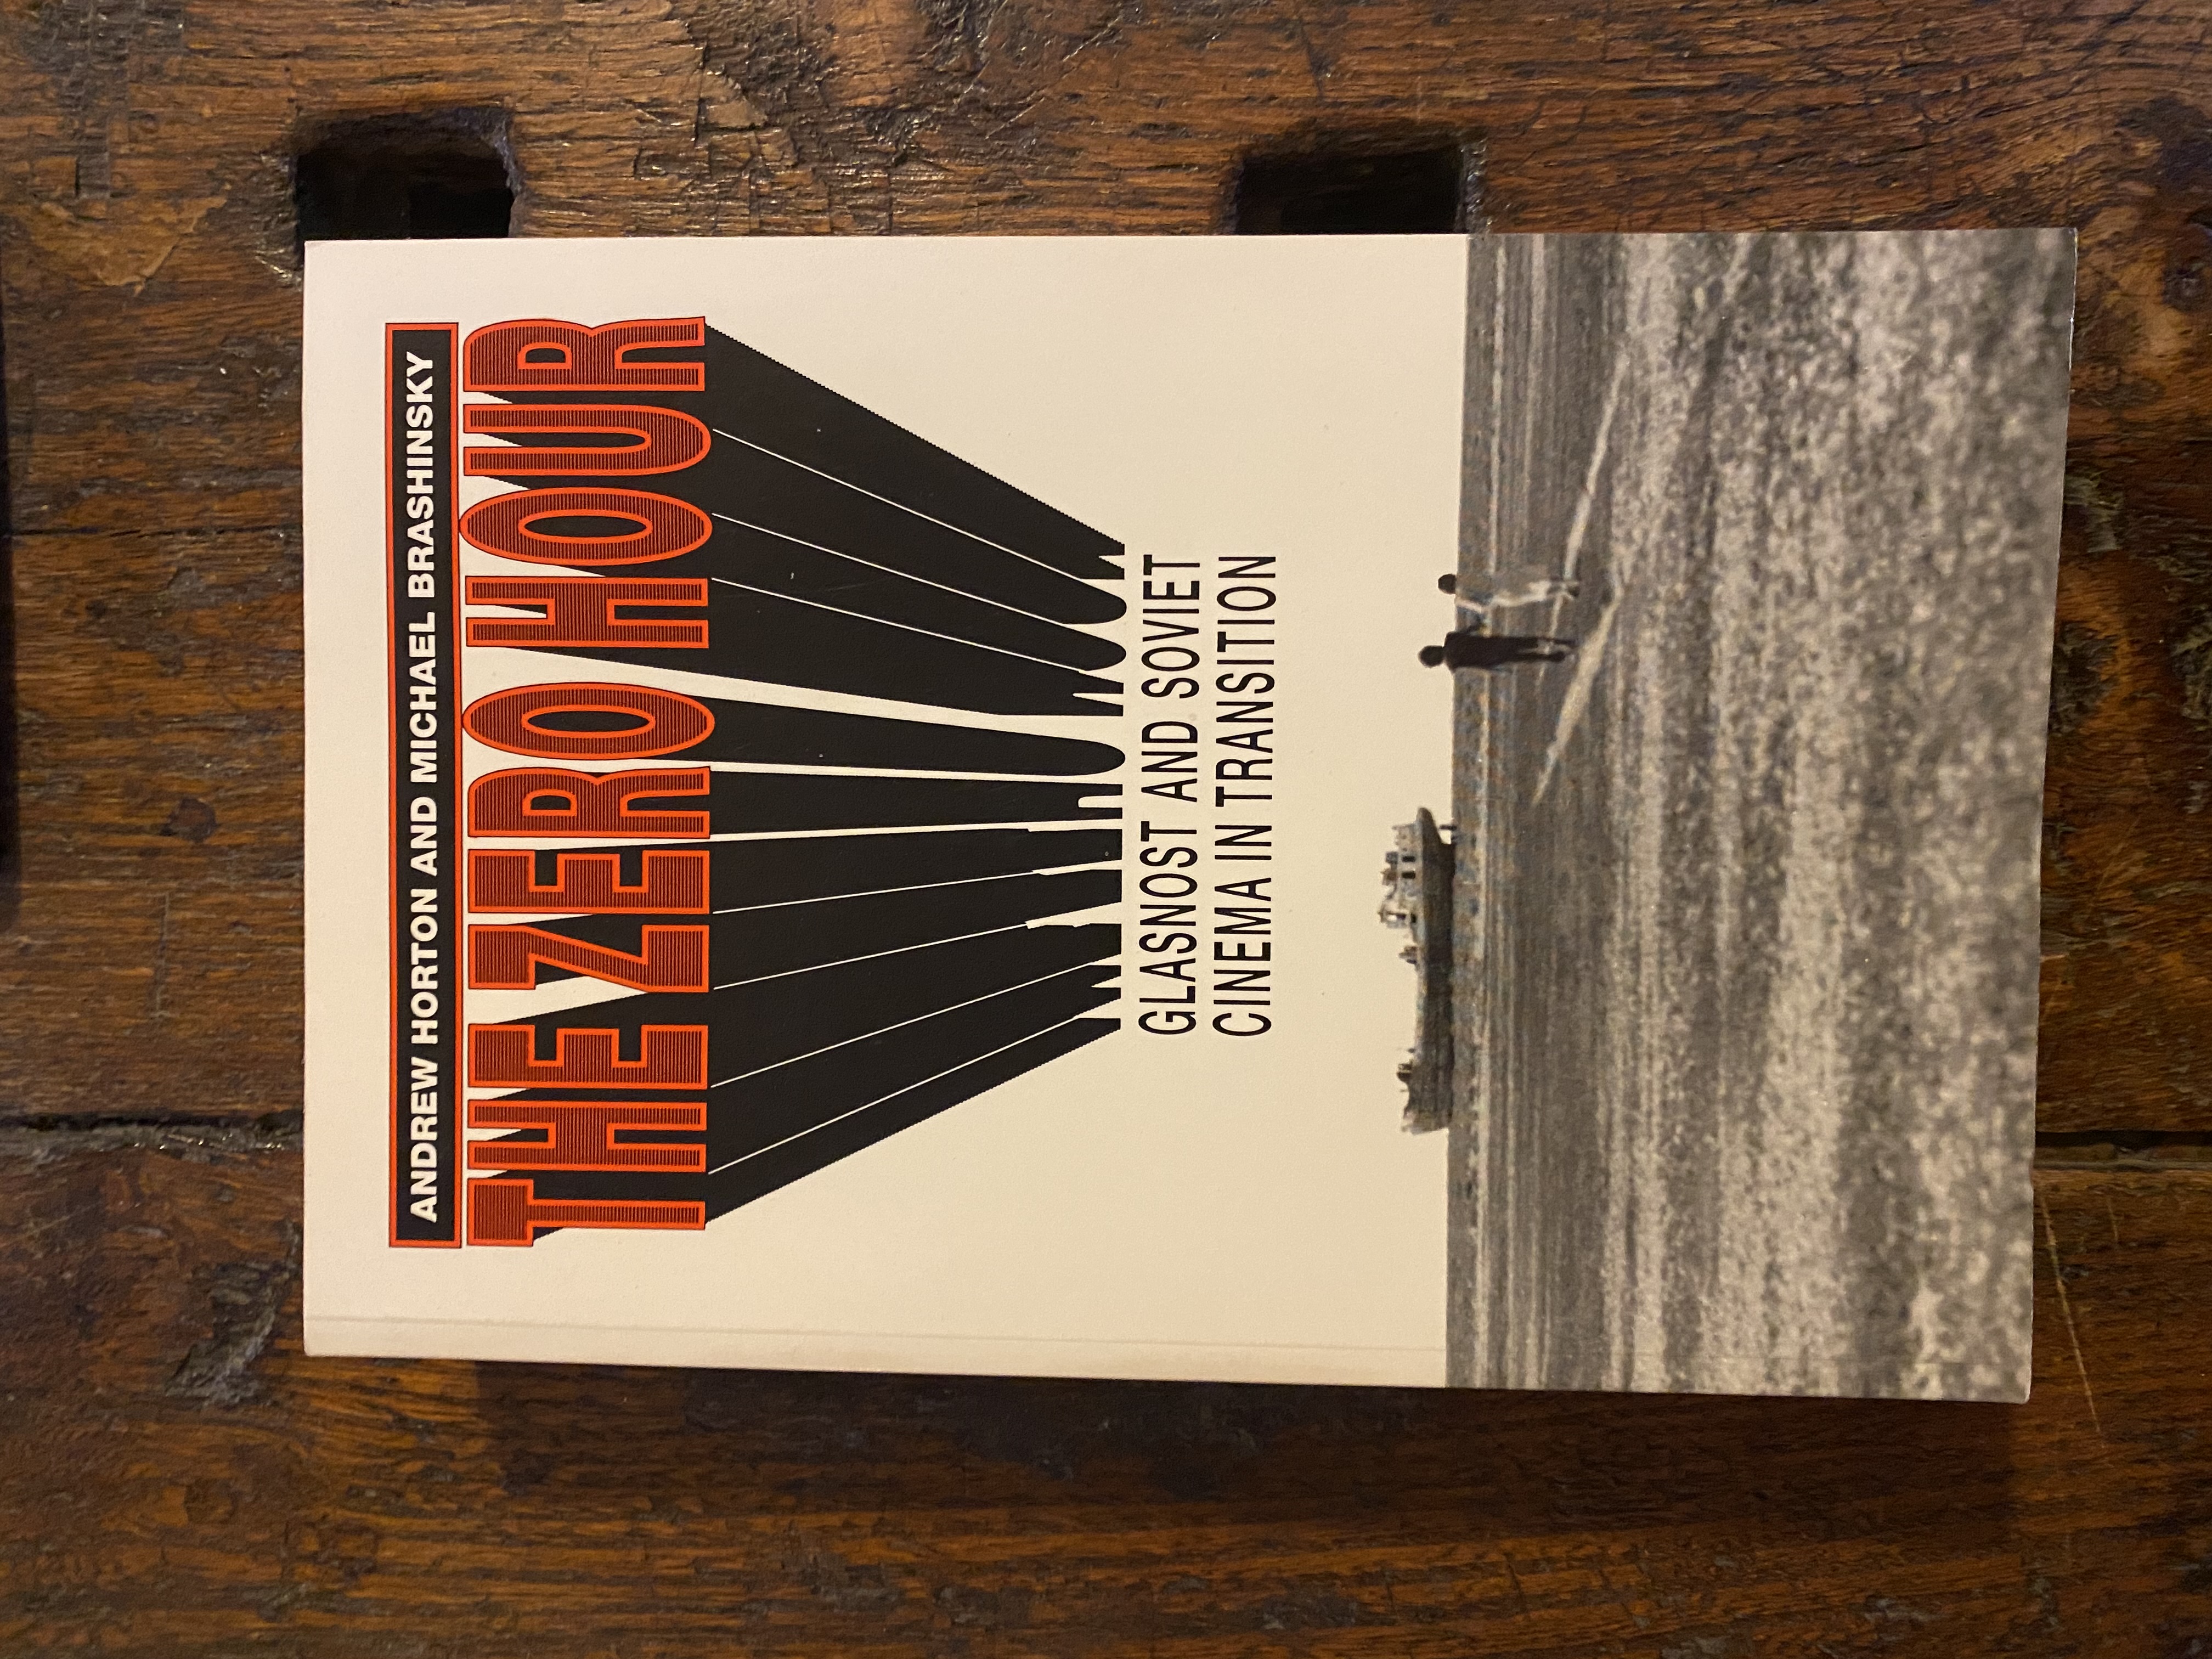 ANDREW HORTON AND MICHAEL BRASHINSKY
THE ZERO HOUR
GLASNOST AND SOVIET
CINEMA IN TRANSITION